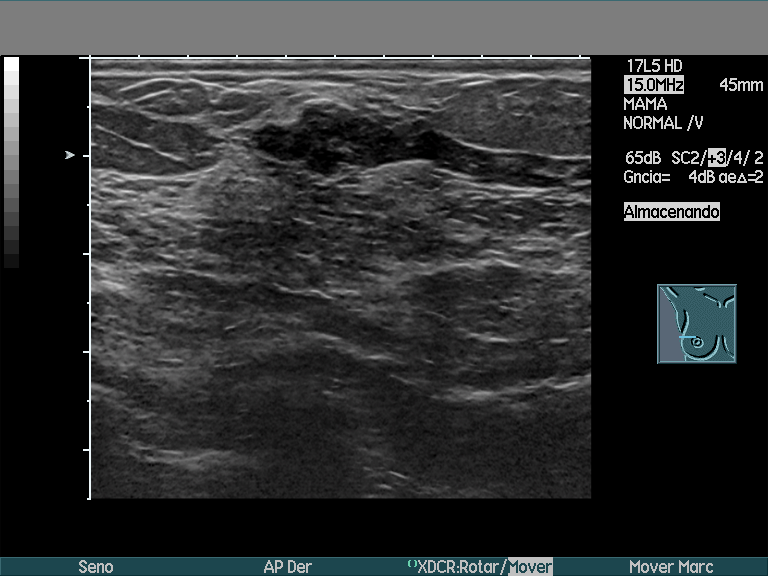 17L5 HD
15.0MHz 45mm
MAMA
NORMAL /V
65dB SC2/+3/4/ 2
Gncia= 4dB ae△=2
Almacenando
Seno AP Der XDCR:Rotar/Mover Mover Marc